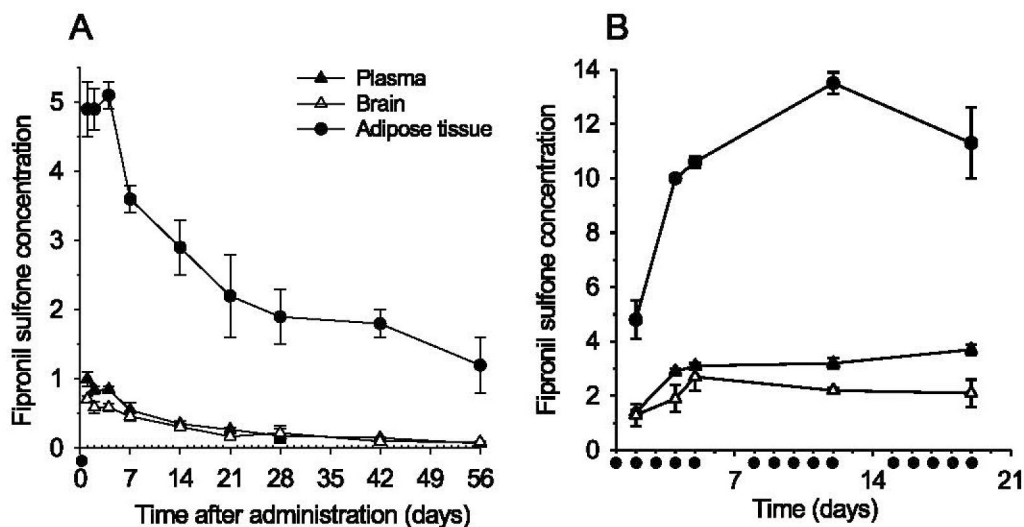 A
Fipronil sulfone concentration
5
4
3
2
1
0
Plasma
Brain
Adipose tissue
0 7 14 21 28 35 42 49 56
Time after administration (days)
B
Fipronil sulfone concentration
14
12
10
8
6
4
2
0
7 14 21
Time (days)